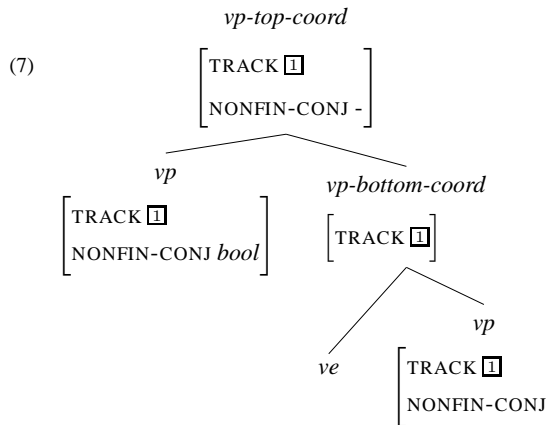 vp-top-coord
(7)
TRACK 1
NONFIN-CONJ -
vp
vp-bottom-coord
TRACK 1
NONFIN-CONJ bool
TRACK 1
vp
ve
TRACK 1
NONFIN-CONJ